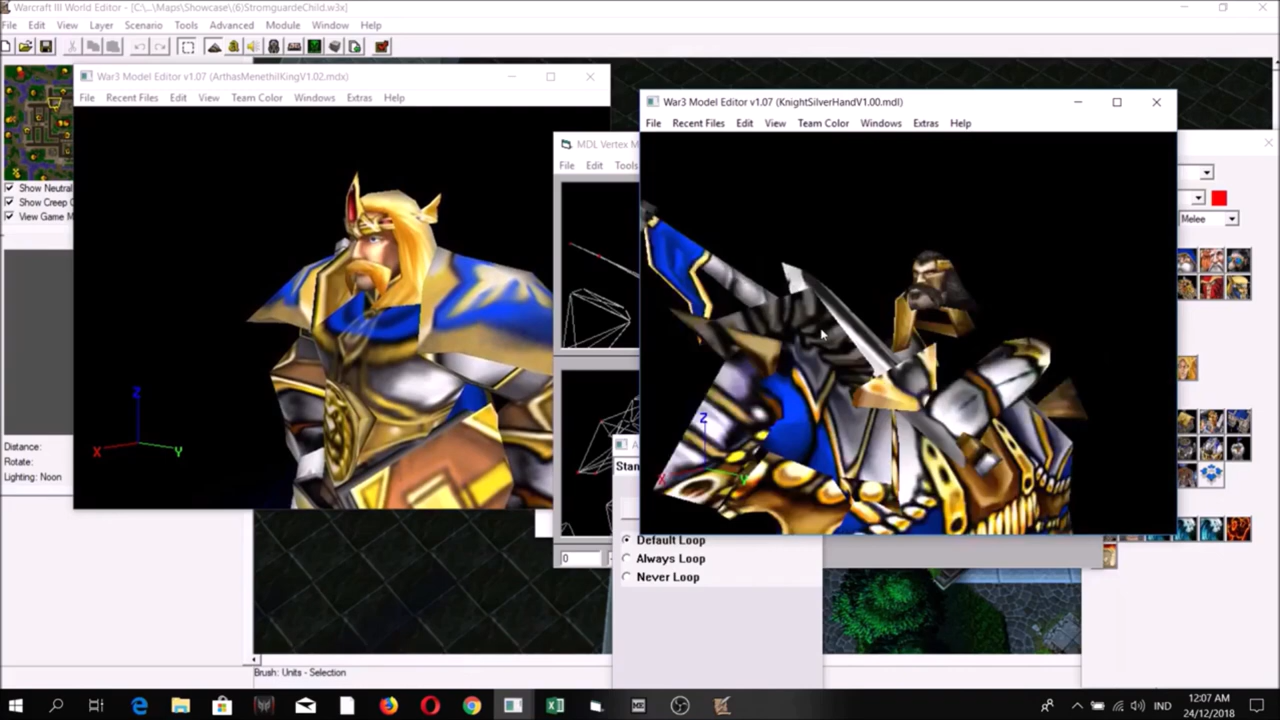 Warcraft III World Editor - [C:\...\Maps\Showcase\(6)StromguardeChild.w3x]
File Edit View Layer Scenario Tools Advanced Module Window Help
War3 Model Editor v1.07 (ArthasMenethilKingV1.02.mdx)
File Recent Files Edit View Team Color Windows Extras Help
War3 Model Editor v1.07 (KnightSilverHandV1.00.mdl)
File Recent Files Edit View Team Color Windows Extras Help
MDL Vertex M
File Edit Tools
Show Neutral
Show Creep C
View Game M
Melee
X Z Y
X Z Y
Distance:
Rotate:
Lighting: Noon
A
Stan
Default Loop
Always Loop
Never Loop
0
Brush: Units - Selection
IND
12:07 AM
24/12/2018